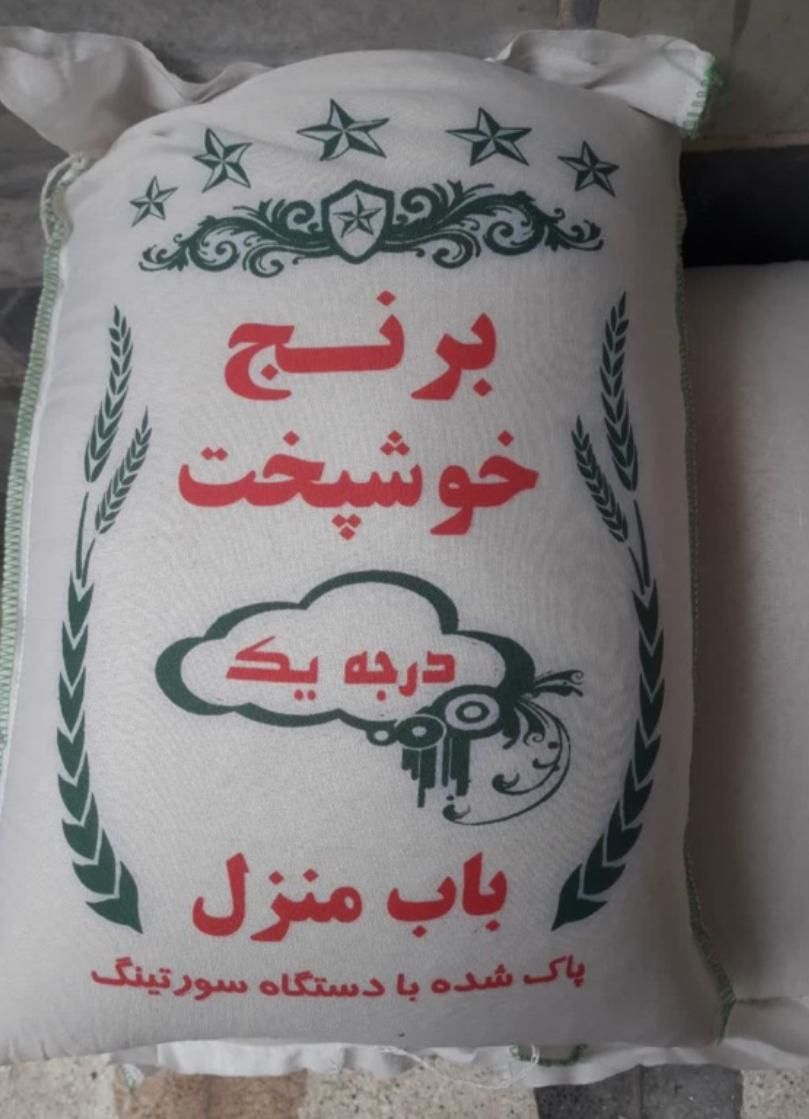 برنج
خوشپخت
درجه یک
باب منزل
پاک شده با دستگاه سورتینگ